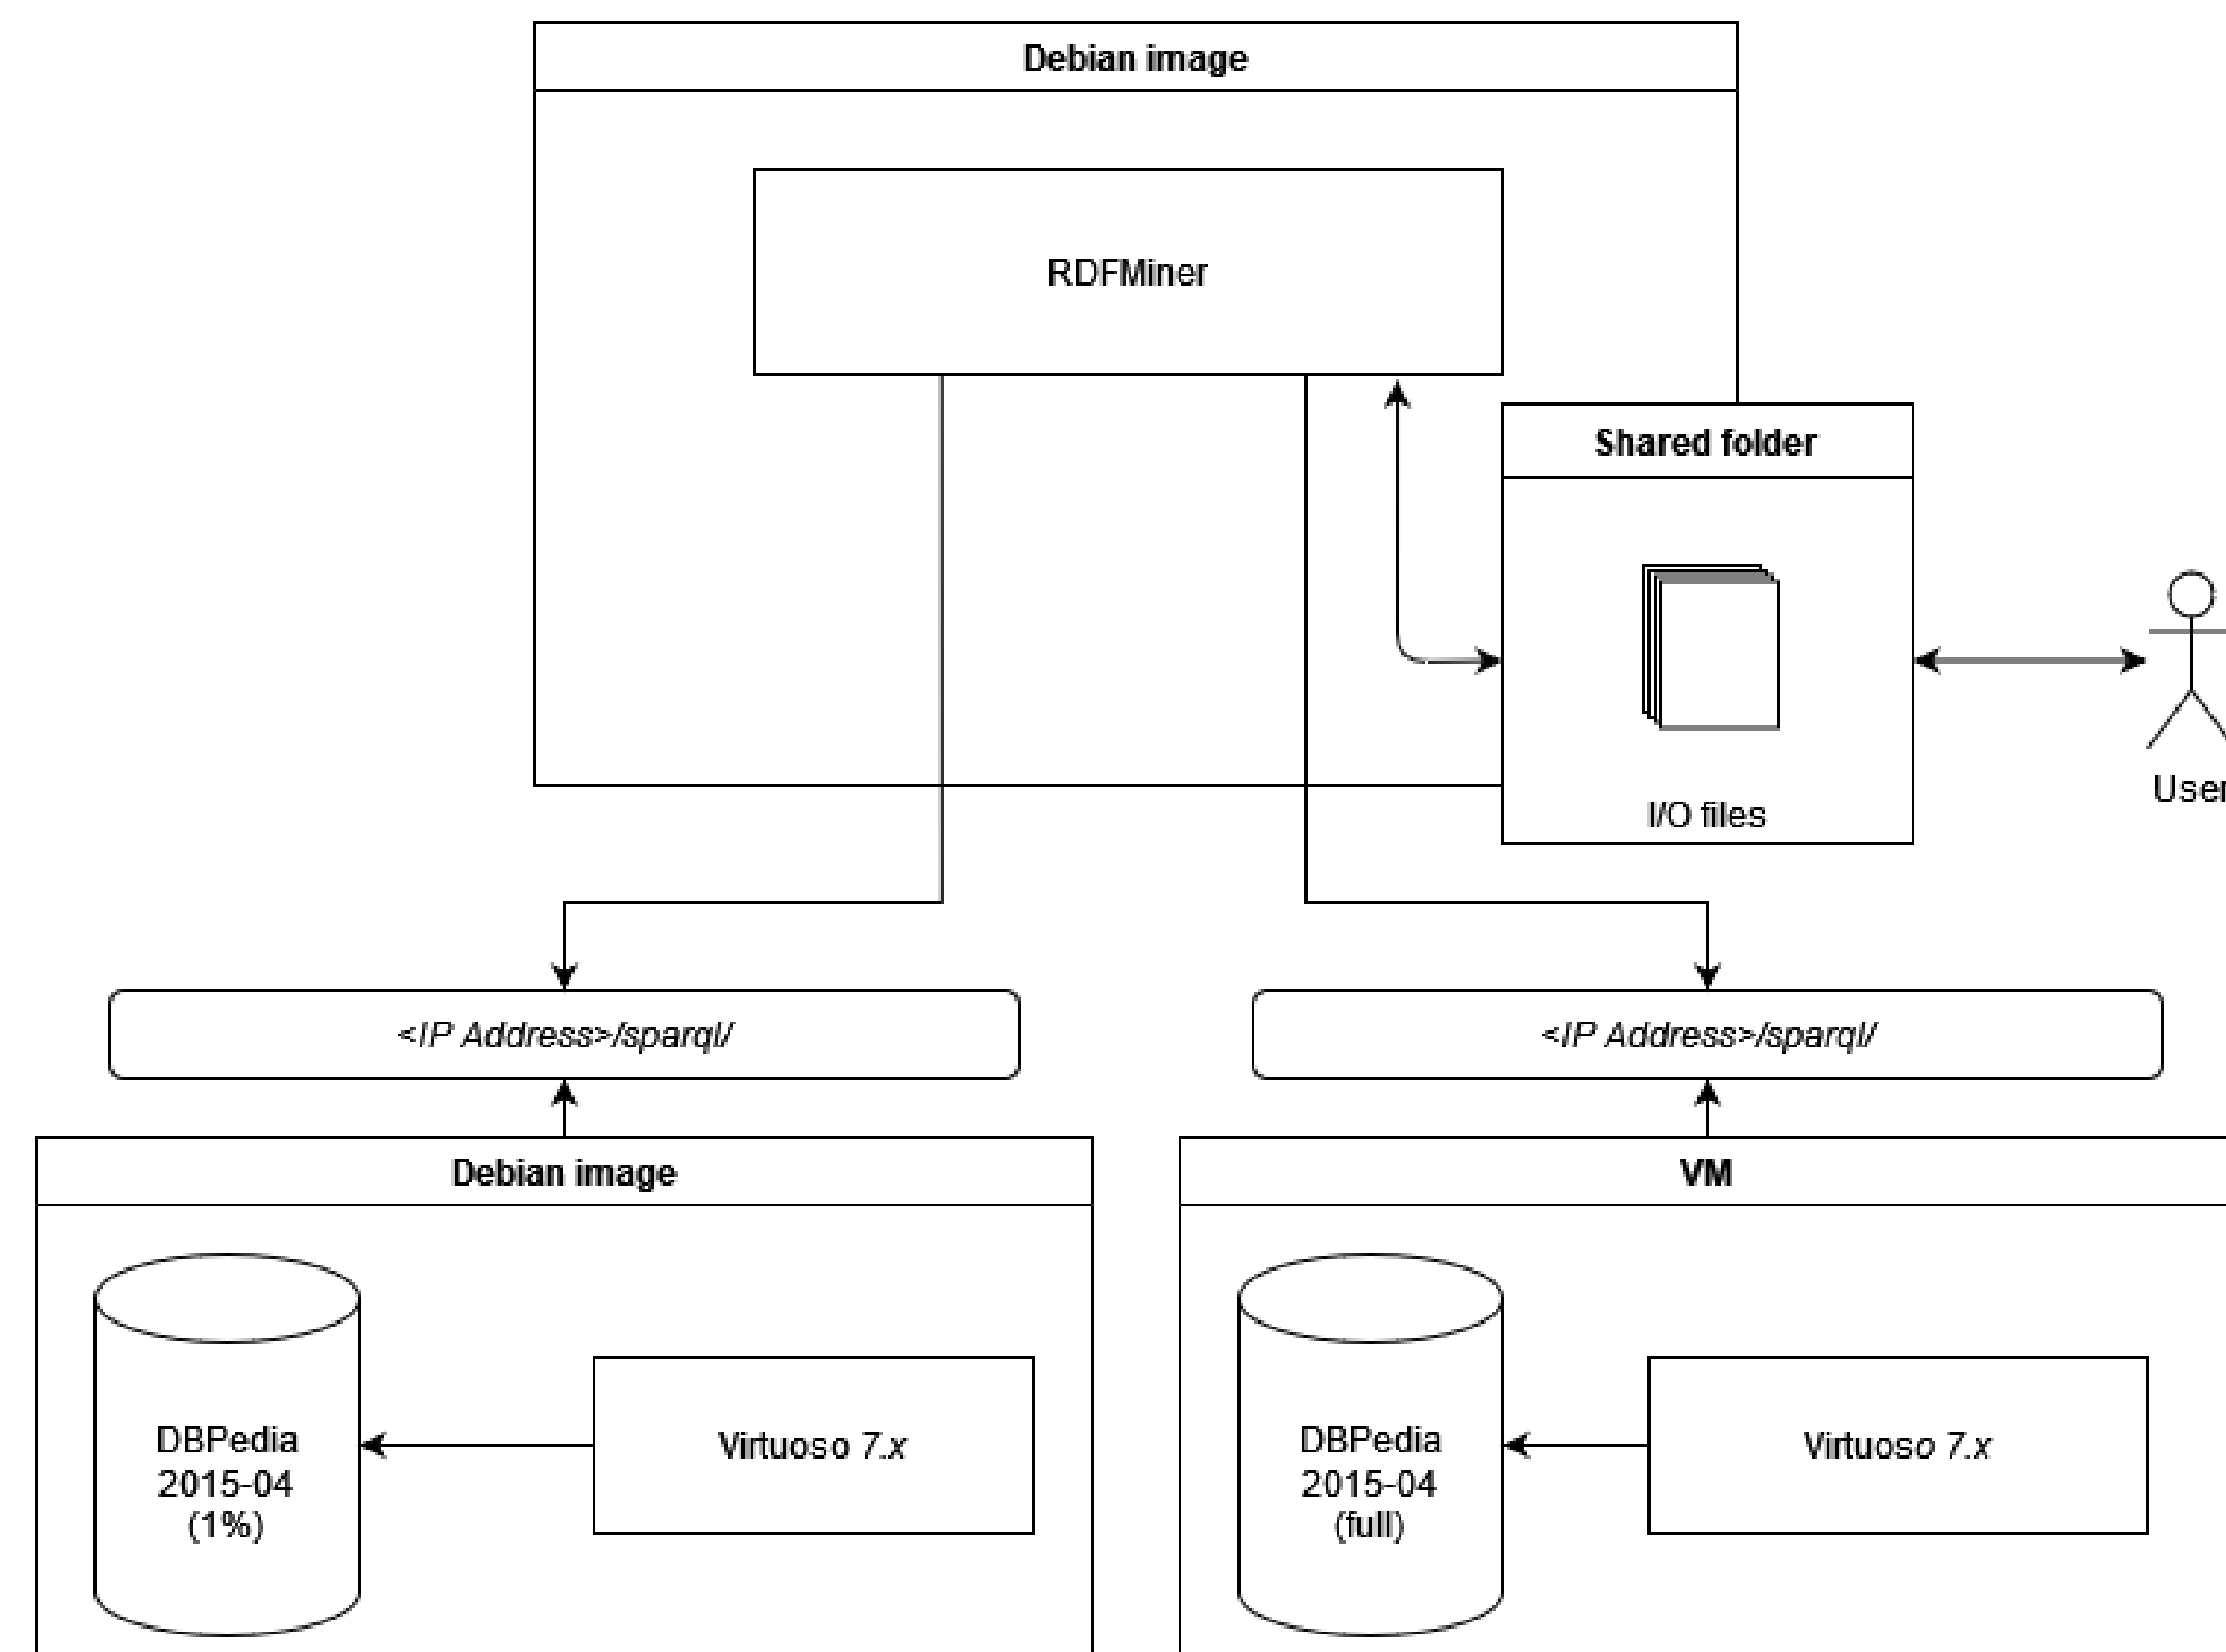 Debian image
RDFMiner
Shared folder
I/O files
User
<IP Address>/sparql/
<IP Address>/sparql/
Debian image
VM
DBPedia
2015-04
(1%)
Virtuoso 7.x
DBPedia
2015-04
(full)
Virtuoso 7.x